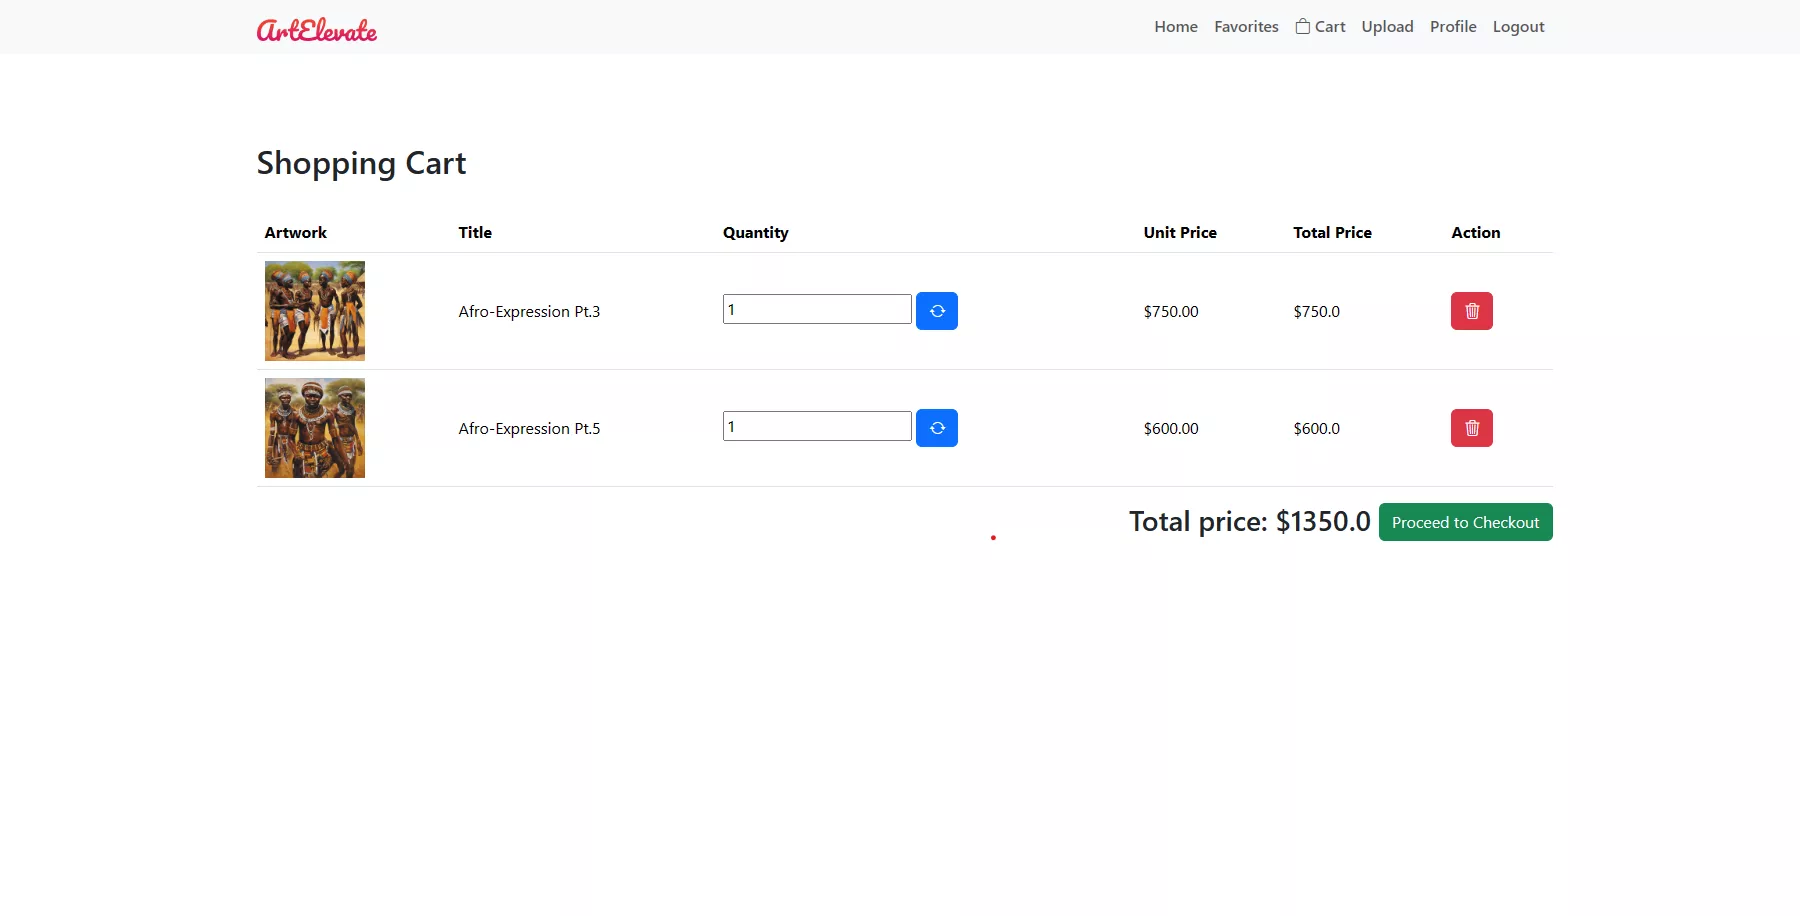 ArtElevate
Home Favorites Cart Upload Profile Logout
Shopping Cart
Artwork Title Quantity Unit Price Total Price Action
Afro-Expression Pt.3 1 $750.00 $750.0
Afro-Expression Pt.5 1 $600.00 $600.0
Total price: $1350.0 Proceed to Checkout